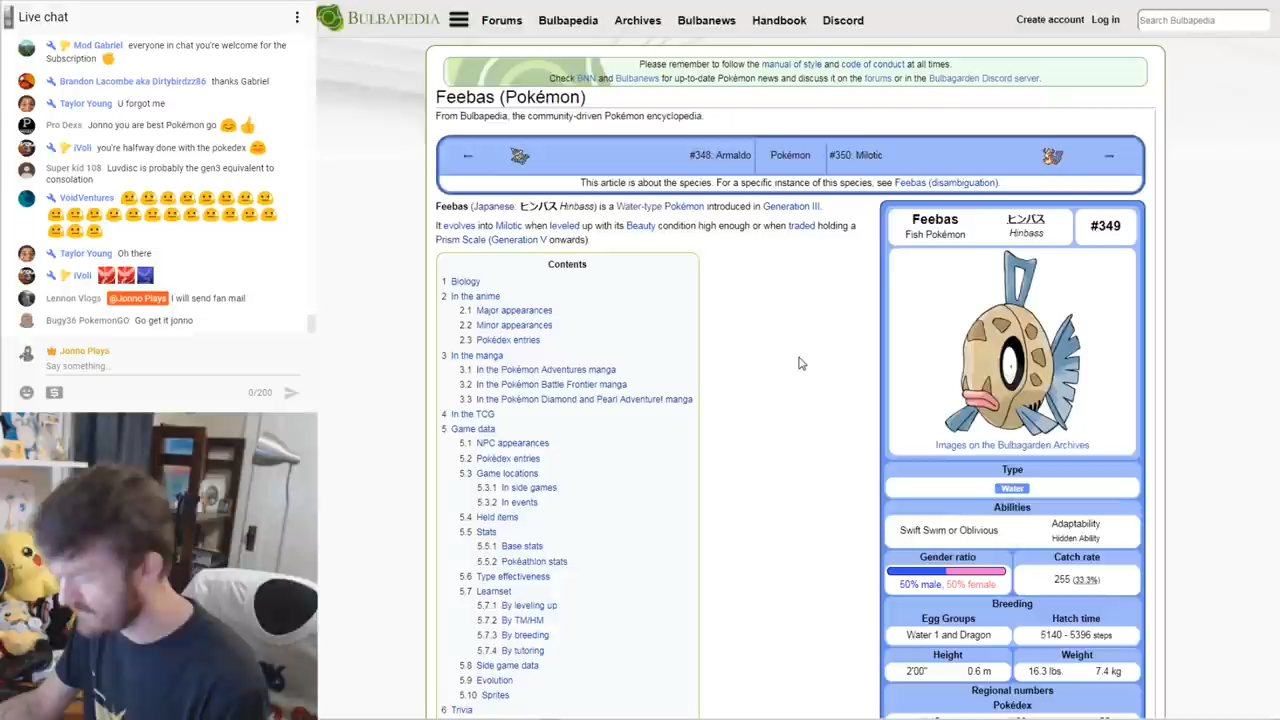 Live chat
Mod Gabriel everyone in chat you're welcome for the
Subscription
Brandon Lacombe aka Dirtybirdzz86 thanks Gabriel
Taylor Young U forgot me
Pro Dexs Jonno you are best Pokémon go
iVoli you're halfway done with the pokedex
Super kid 108 Luvdisc is probably the gen3 equivalent to
consolation
VoidVentures
Taylor Young Oh there
iVoli
Lennon Vlogs @Jonno Plays I will send fan mail
Bugy36 PokemonGO Go get it jonno
Jonno Plays
Say something...
0/200
BULBAPEDIA
Forums Bulbapedia Archives Bulbanews Handbook Discord
Create account Log in
Search Bulbapedia
Please remember to follow the manual of style and code of conduct at all times.
Check BNN and Bulbanews for up-to-date Pokémon news and discuss it on the forums or in the Bulbagarden Discord server.
Feebas (Pokémon)
From Bulbapedia, the community-driven Pokémon encyclopedia.
← #348: Armaldo Pokémon #350: Milotic →
This article is about the species. For a specific instance of this species, see Feebas (disambiguation).
Feebas (Japanese: ヒンバス Hinbass) is a Water-type Pokémon introduced in Generation III.
It evolves into Milotic when leveled up with its Beauty condition high enough or when traded holding a
Prism Scale (Generation V onwards).
Contents
1 Biology
2 In the anime
2.1 Major appearances
2.2 Minor appearances
2.3 Pokédex entries
3 In the manga
3.1 In the Pokémon Adventures manga
3.2 In the Pokémon Battle Frontier manga
3.3 In the Pokémon Diamond and Pearl Adventure! manga
4 In the TCG
5 Game data
5.1 NPC appearances
5.2 Pokédex entries
5.3 Game locations
5.3.1 In side games
5.3.2 In events
5.4 Held items
5.5 Stats
5.5.1 Base stats
5.5.2 Pokéathlon stats
5.6 Type effectiveness
5.7 Learnset
5.7.1 By leveling up
5.7.2 By TM/HM
5.7.3 By breeding
5.7.4 By tutoring
5.8 Side game data
5.9 Evolution
5.10 Sprites
6 Trivia
Feebas
Fish Pokémon
ヒンバス
Hinbass
#349
Images on the Bulbagarden Archives
Type
Water
Abilities
Swift Swim or Oblivious
Adaptability
Hidden Ability
Gender ratio
50% male, 50% female
Catch rate
255 (33.3%)
Breeding
Egg Groups
Water 1 and Dragon
Hatch time
5140 - 5396 steps
Height
2'00" 0.6 m
Weight
16.3 lbs. 7.4 kg
Regional numbers
Pokédex